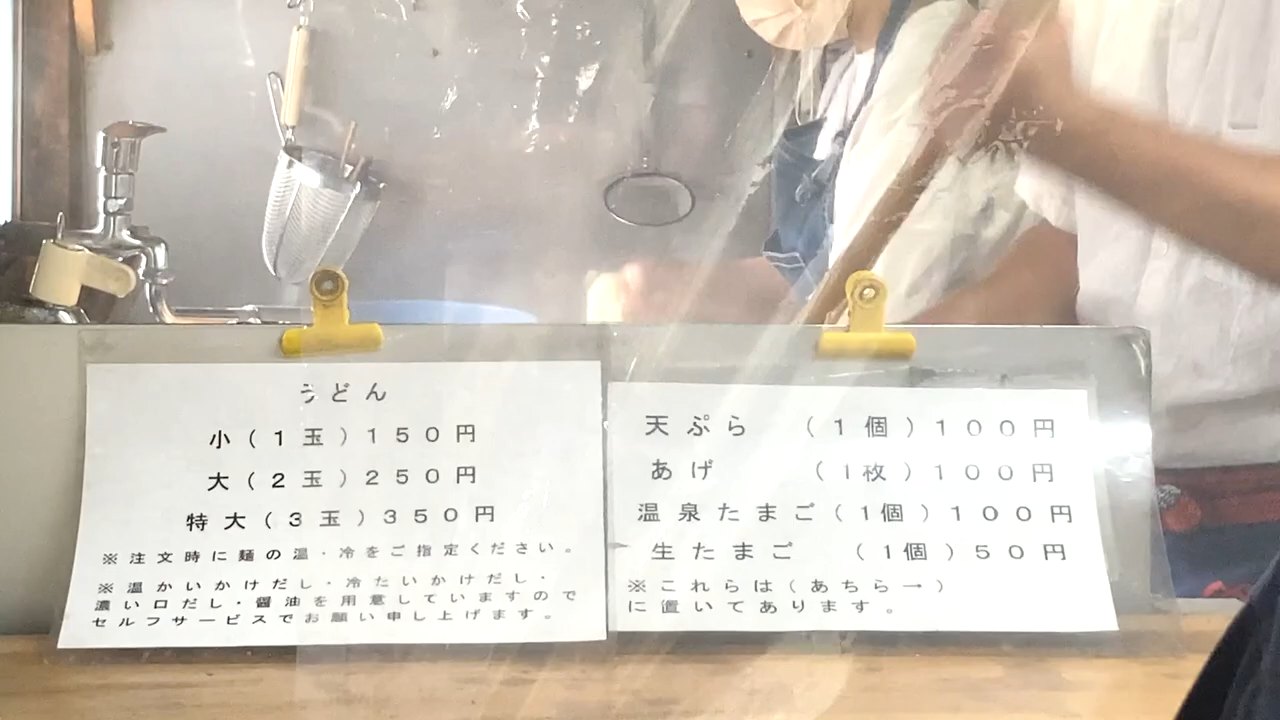 うどん
小(1玉)150円
大(2玉)250円
特大(3玉)350円
※注文時に麺の温・冷をご指定ください。
※温かいかけだし・冷たいかけだし・
濃い口だし・醤油を用意していますので
セルフサービスでお願い申し上げます。
天ぷら (1個)100円
あげ (1枚)100円
温泉たまご(1個)100円
生たまご (1個)50円
※これらは(あちら→)
に置いてあります。